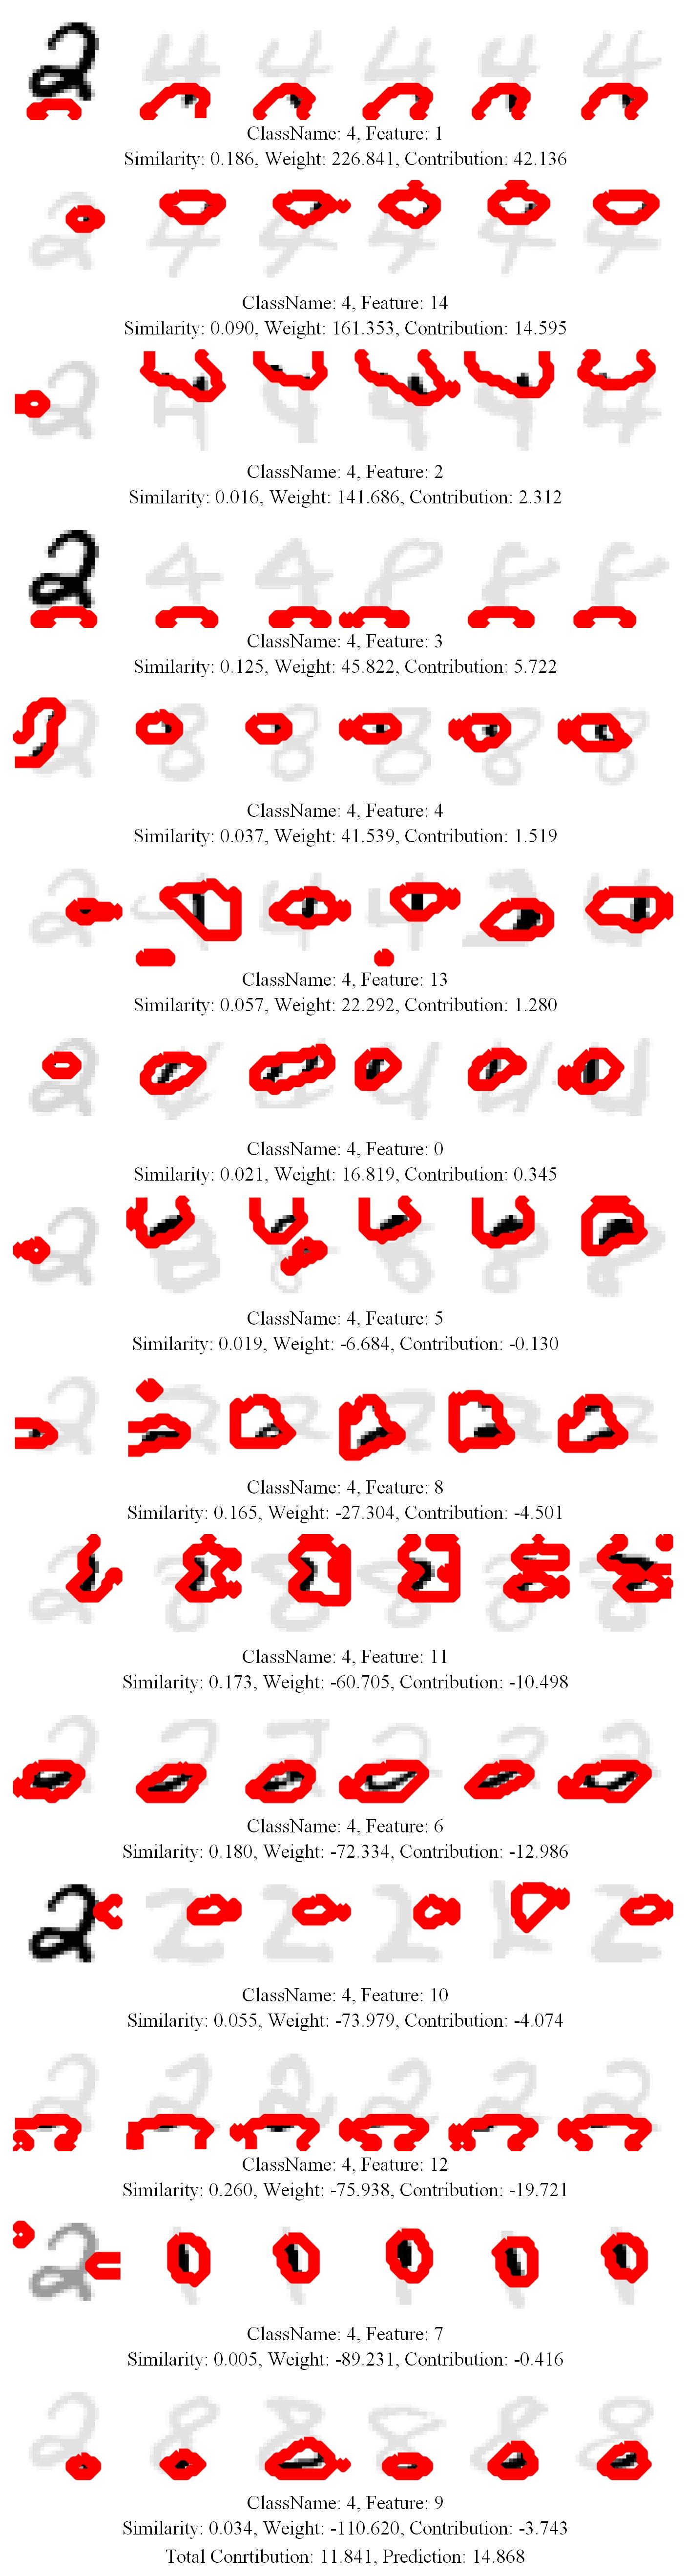 ClassName: 4, Feature: 1
Similarity: 0.186, Weight: 226.841, Contribution: 42.136
ClassName: 4, Feature: 14
Similarity: 0.090, Weight: 161.353, Contribution: 14.595
ClassName: 4, Feature: 2
Similarity: 0.016, Weight: 141.686, Contribution: 2.312
ClassName: 4, Feature: 3
Similarity: 0.125, Weight: 45.822, Contribution: 5.722
ClassName: 4, Feature: 4
Similarity: 0.037, Weight: 41.539, Contribution: 1.519
ClassName: 4, Feature: 13
Similarity: 0.057, Weight: 22.292, Contribution: 1.280
ClassName: 4, Feature: 0
Similarity: 0.021, Weight: 16.819, Contribution: 0.345
ClassName: 4, Feature: 5
Similarity: 0.019, Weight: -6.684, Contribution: -0.130
ClassName: 4, Feature: 8
Similarity: 0.165, Weight: -27.304, Contribution: -4.501
ClassName: 4, Feature: 11
Similarity: 0.173, Weight: -60.705, Contribution: -10.498
ClassName: 4, Feature: 6
Similarity: 0.180, Weight: -72.334, Contribution: -12.986
ClassName: 4, Feature: 10
Similarity: 0.055, Weight: -73.979, Contribution: -4.074
ClassName: 4, Feature: 12
Similarity: 0.260, Weight: -75.938, Contribution: -19.721
ClassName: 4, Feature: 7
Similarity: 0.005, Weight: -89.231, Contribution: -0.416
ClassName: 4, Feature: 9
Similarity: 0.034, Weight: -110.620, Contribution: -3.743
Total Conrtibution: 11.841, Prediction: 14.868